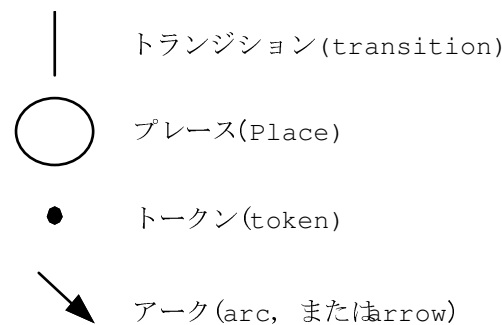 トランジション(transition)
プレース(Place)
トークン(token)
アーク(arc, またはarrow)